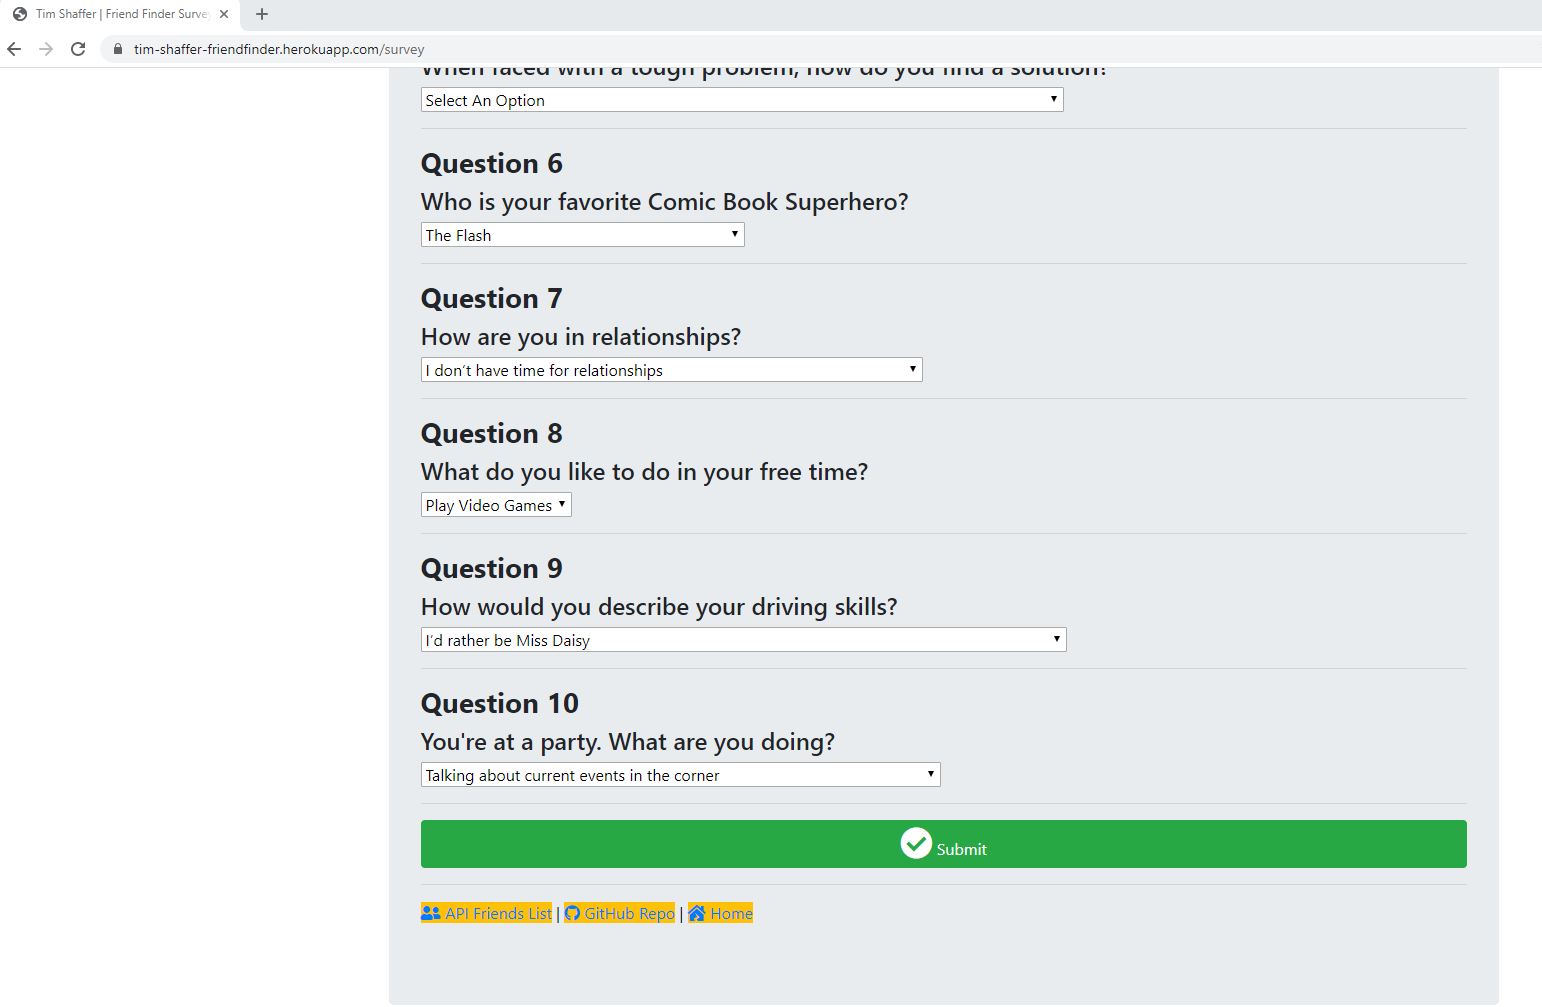 Tim Shaffer | Friend Finder Survey
tim-shaffer-friendfinder.herokuapp.com/survey
When faced with a tough problem, how do you find a solution?
Select An Option
Question 6
Who is your favorite Comic Book Superhero?
The Flash
Question 7
How are you in relationships?
I don't have time for relationships
Question 8
What do you like to do in your free time?
Play Video Games
Question 9
How would you describe your driving skills?
I'd rather be Miss Daisy
Question 10
You're at a party. What are you doing?
Talking about current events in the corner
Submit
API Friends List | GitHub Repo | Home